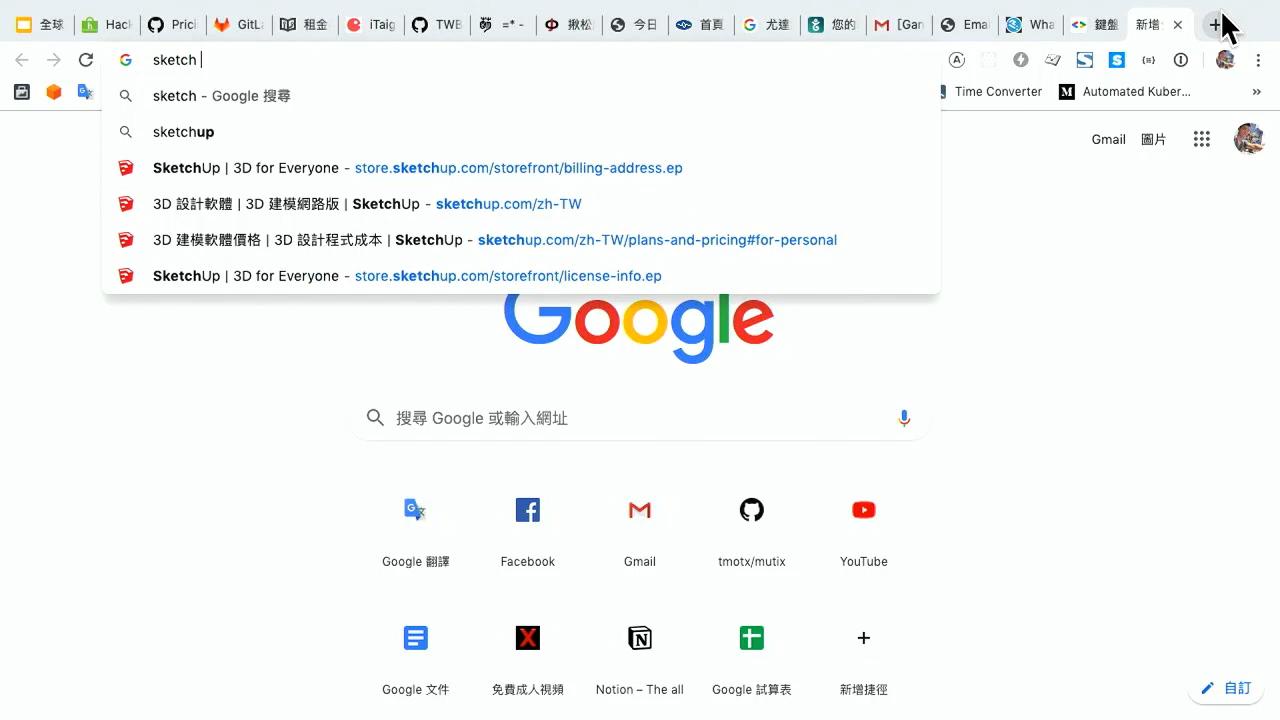 全球
Hack
Prici
GitLa
租金
iTaig
TWB
=* -
揪松
今日
首頁
尤達
您的
[Gan
Emai
Wha
鍵盤
新增
sketch
Time Converter
Automated Kuber...
»
sketch - Google 搜尋
sketchup
SketchUp | 3D for Everyone - store.sketchup.com/storefront/billing-address.ep
3D 設計軟體 | 3D 建模網路版 | SketchUp - sketchup.com/zh-TW
3D 建模軟體價格 | 3D 設計程式成本 | SketchUp - sketchup.com/zh-TW/plans-and-pricing#for-personal
SketchUp | 3D for Everyone - store.sketchup.com/storefront/license-info.ep
Gmail 圖片
Google
搜尋 Google 或輸入網址
Google 翻譯
Facebook
Gmail
tmotx/mutix
YouTube
Google 文件
免費成人視頻
Notion – The all
Google 試算表
新增捷徑
自訂